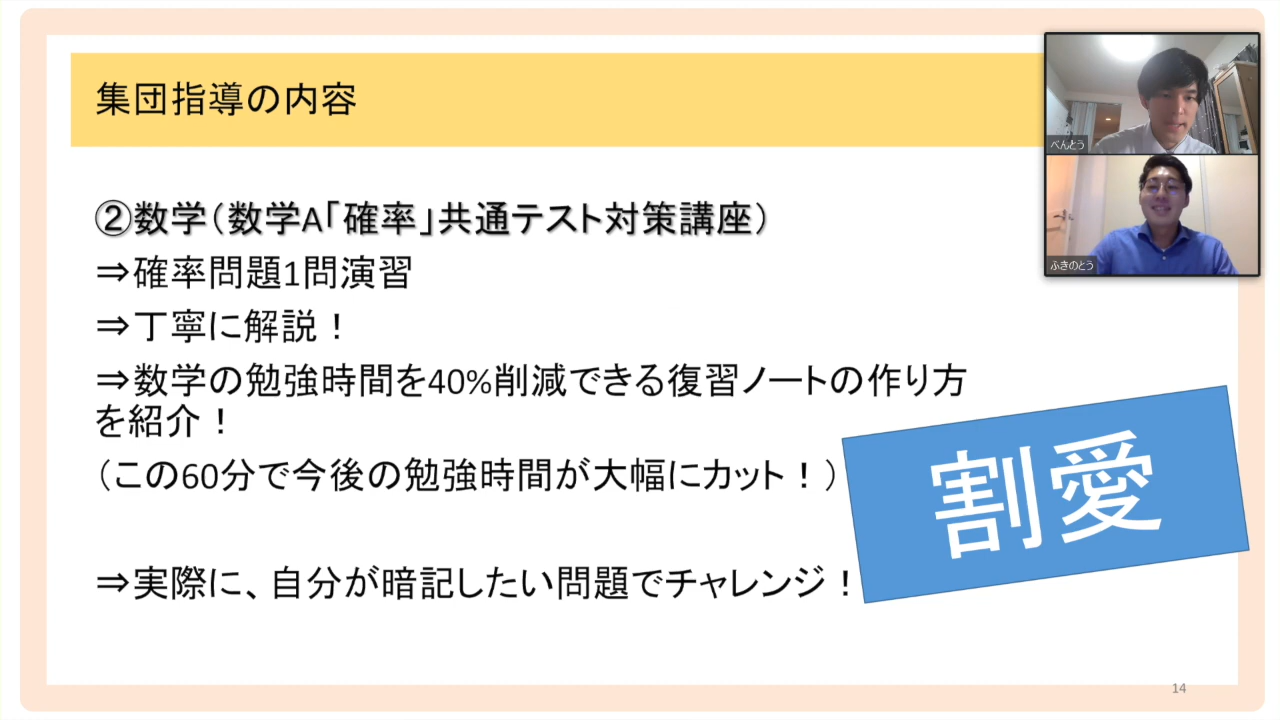 集団指導の内容
②数学（数学A「確率」共通テスト対策講座）
⇒確率問題1問演習
⇒丁寧に解説！
⇒数学の勉強時間を40%削減できる復習ノートの作り方
を紹介！
（この60分で今後の勉強時間が大幅にカット！）
⇒実際に、自分が暗記したい問題でチャレンジ！
割愛
べんとう
ふきのとう
14